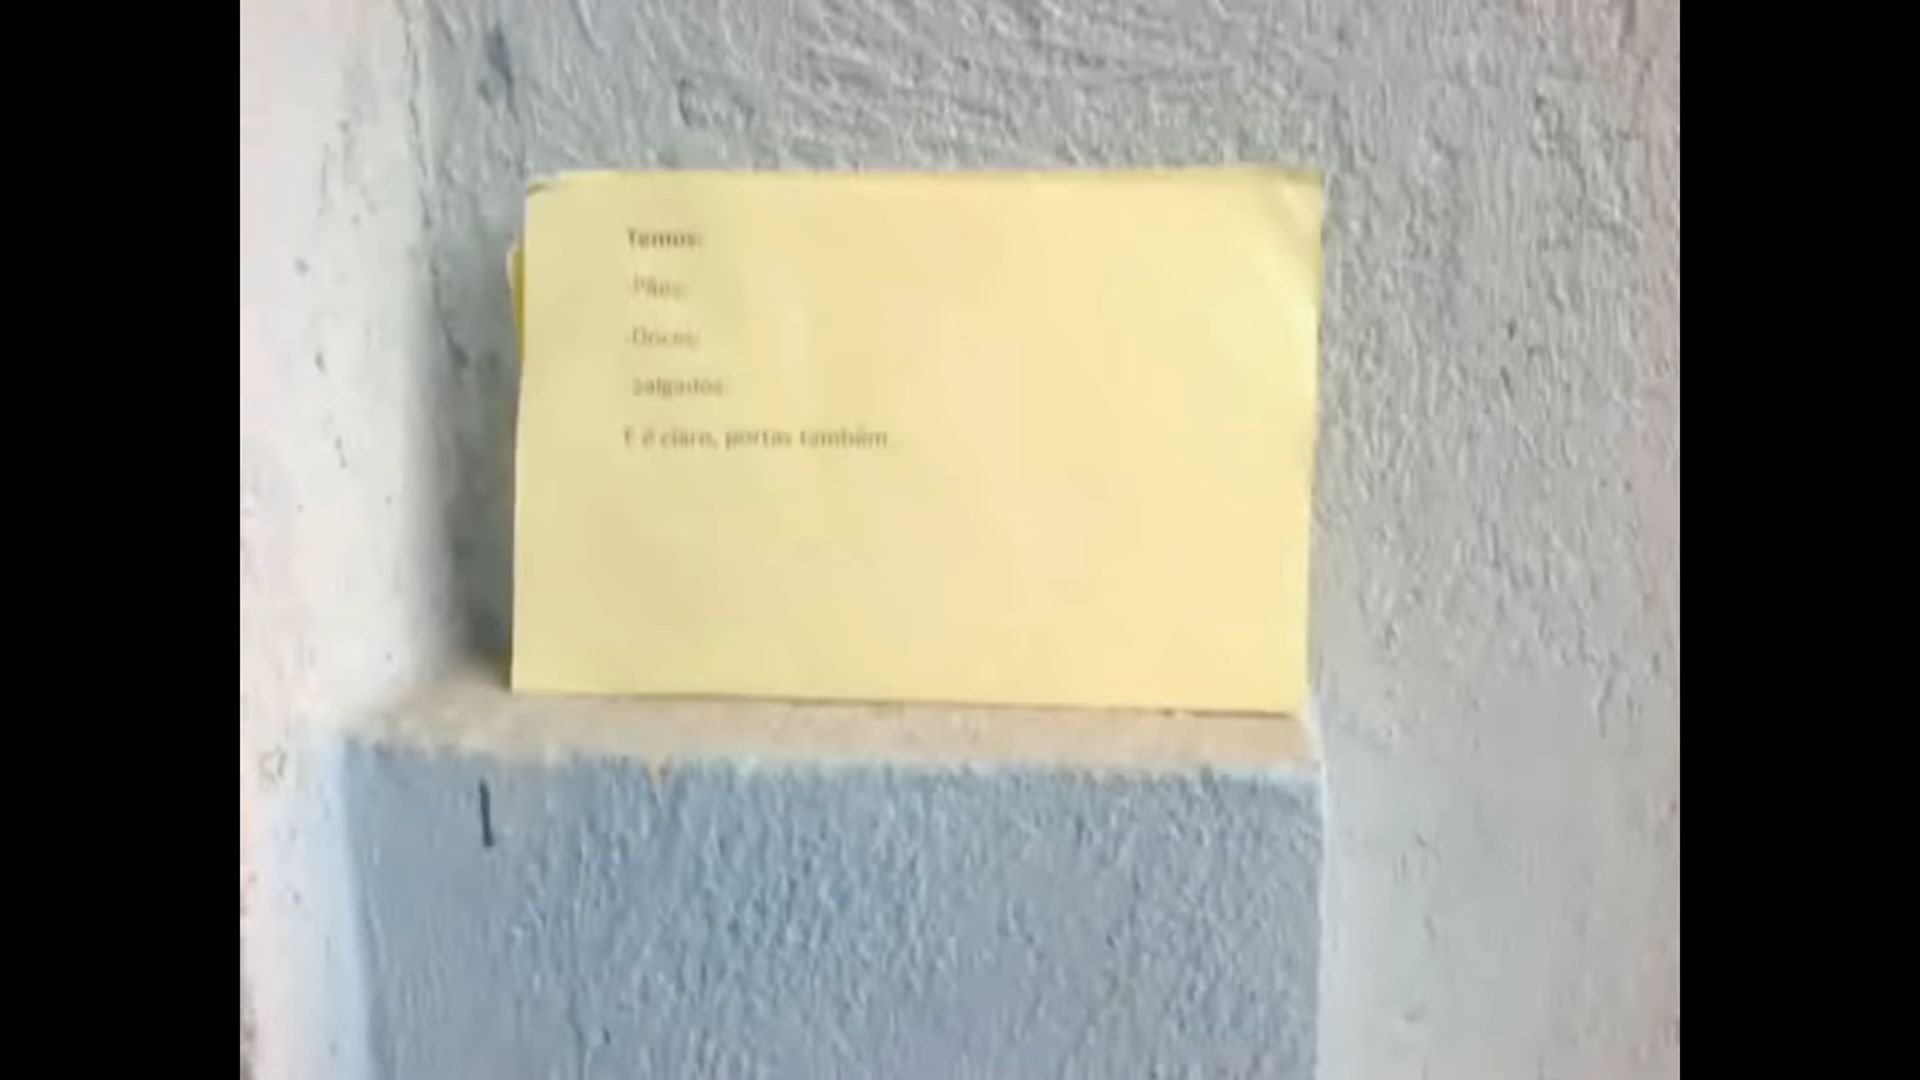 Temos:
-Pães;
-Doces;
-Salgados;
E é claro, portas também.